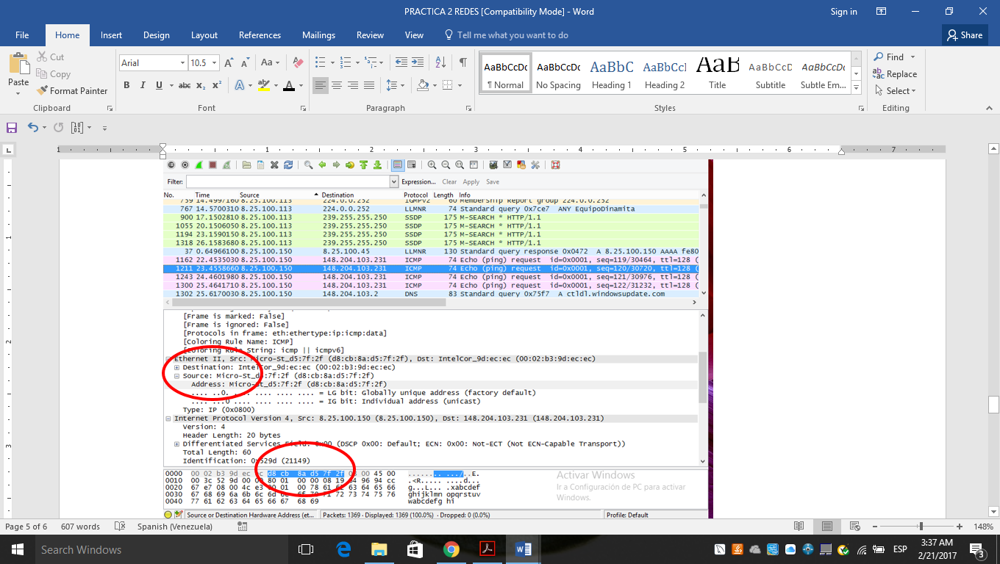 PRACTICA 2 REDES [Compatibility Mode] - Word
Sign in
File Home Insert Design Layout References Mailings Review View Tell me what you want to do Share
Paste
Cut
Copy
Format Painter
Clipboard
Arial 10.5
Font
Paragraph
AaBbCcDc AaBbCcDc AaBbC AaBbCcI AaBb AaBbCcD AaBbCcDc
¶ Normal No Spacing Heading 1 Heading 2 Title Subtitle Subtle Em...
Styles
Find
Replace
Select
Editing
1 1 2 3 4 5 6 7
Filter: Expression... Clear Apply Save
No. Time Source Destination Protocol Length Info
759 14.4997160 8.25.100.113 224.0.0.252 IGMPv2 60 Membership Report group 224.0.0.252
767 14.5700310 8.25.100.113 224.0.0.252 LLMNR 74 Standard query 0x7ce7 ANY EquipoDinamita
900 17.1502810 8.25.100.113 239.255.255.250 SSDP 175 M-SEARCH * HTTP/1.1
1055 20.1506050 8.25.100.113 239.255.255.250 SSDP 175 M-SEARCH * HTTP/1.1
1194 23.1590150 8.25.100.113 239.255.255.250 SSDP 175 M-SEARCH * HTTP/1.1
1318 26.1583680 8.25.100.113 239.255.255.250 SSDP 175 M-SEARCH * HTTP/1.1
37 0.64966100 8.25.100.150 8.25.100.45 LLMNR 130 Standard query response 0x0472 A 8.25.100.150 AAAA fe80
1162 22.4535030 8.25.100.150 148.204.103.231 ICMP 74 Echo (ping) request id=0x0001, seq=119/30464, ttl=128 (
1211 23.4558660 8.25.100.150 148.204.103.231 ICMP 74 Echo (ping) request id=0x0001, seq=120/30720, ttl=128 (
1243 24.4601980 8.25.100.150 148.204.103.231 ICMP 74 Echo (ping) request id=0x0001, seq=121/30976, ttl=128 (
1300 25.4641710 8.25.100.150 148.204.103.231 ICMP 74 Echo (ping) request id=0x0001, seq=122/31232, ttl=128 (
1302 25.6170030 8.25.100.150 148.204.103.2 DNS 83 Standard query 0x75f7 A ctldl.windowsupdate.com
[Frame is marked: False]
[Frame is ignored: False]
[Protocols in frame: eth:ethertype:ip:icmp:data]
[Coloring Rule Name: ICMP]
[Coloring Rule String: icmp || icmpv6]
Ethernet II, Src: Micro-St_d5:7f:2f (d8:cb:8a:d5:7f:2f), Dst: IntelCor_9d:ec:ec (00:02:b3:9d:ec:ec)
Destination: IntelCor_9d:ec:ec (00:02:b3:9d:ec:ec)
Source: Micro-St_d5:7f:2f (d8:cb:8a:d5:7f:2f)
Address: Micro-St_d5:7f:2f (d8:cb:8a:d5:7f:2f)
.... ..0. .... .... .... .... = LG bit: Globally unique address (factory default)
.... ...0 .... .... .... .... = IG bit: Individual address (unicast)
Type: IP (0x0800)
Internet Protocol Version 4, Src: 8.25.100.150 (8.25.100.150), Dst: 148.204.103.231 (148.204.103.231)
Version: 4
Header Length: 20 bytes
Differentiated Services Field: 0x00 (DSCP 0x00: Default; ECN: 0x00: Not-ECT (Not ECN-Capable Transport))
Total Length: 60
Identification: 0x529d (21149)
0000 00 02 b3 9d ec ec d8 cb 8a d5 7f 2f 08 00 45 00 ........ .../..E.
0010 00 3c 52 9d 00 00 80 01 00 00 08 19 64 96 94 cc .<R..... ....d...
0020 67 e7 08 00 4c e3 00 01 00 78 61 62 63 64 65 66 g...L... .xabcdef
0030 67 68 69 6a 6b 6c 6d 6e 6f 70 71 72 73 74 75 76 ghijklmn opqrstuv
0040 77 61 62 63 64 65 66 67 68 69 wabcdefg hi
Activar Windows
Ir a Configuración de PC para activar
Windows.
Source or Destination Hardware Address (et... Packets: 1369 · Displayed: 1369 (100.0%) · Dropped: 0 (0.0%) Profile: Default
Page 5 of 6 607 words Spanish (Venezuela) 148%
Search Windows
ESP
3:37 AM
2/21/2017
3